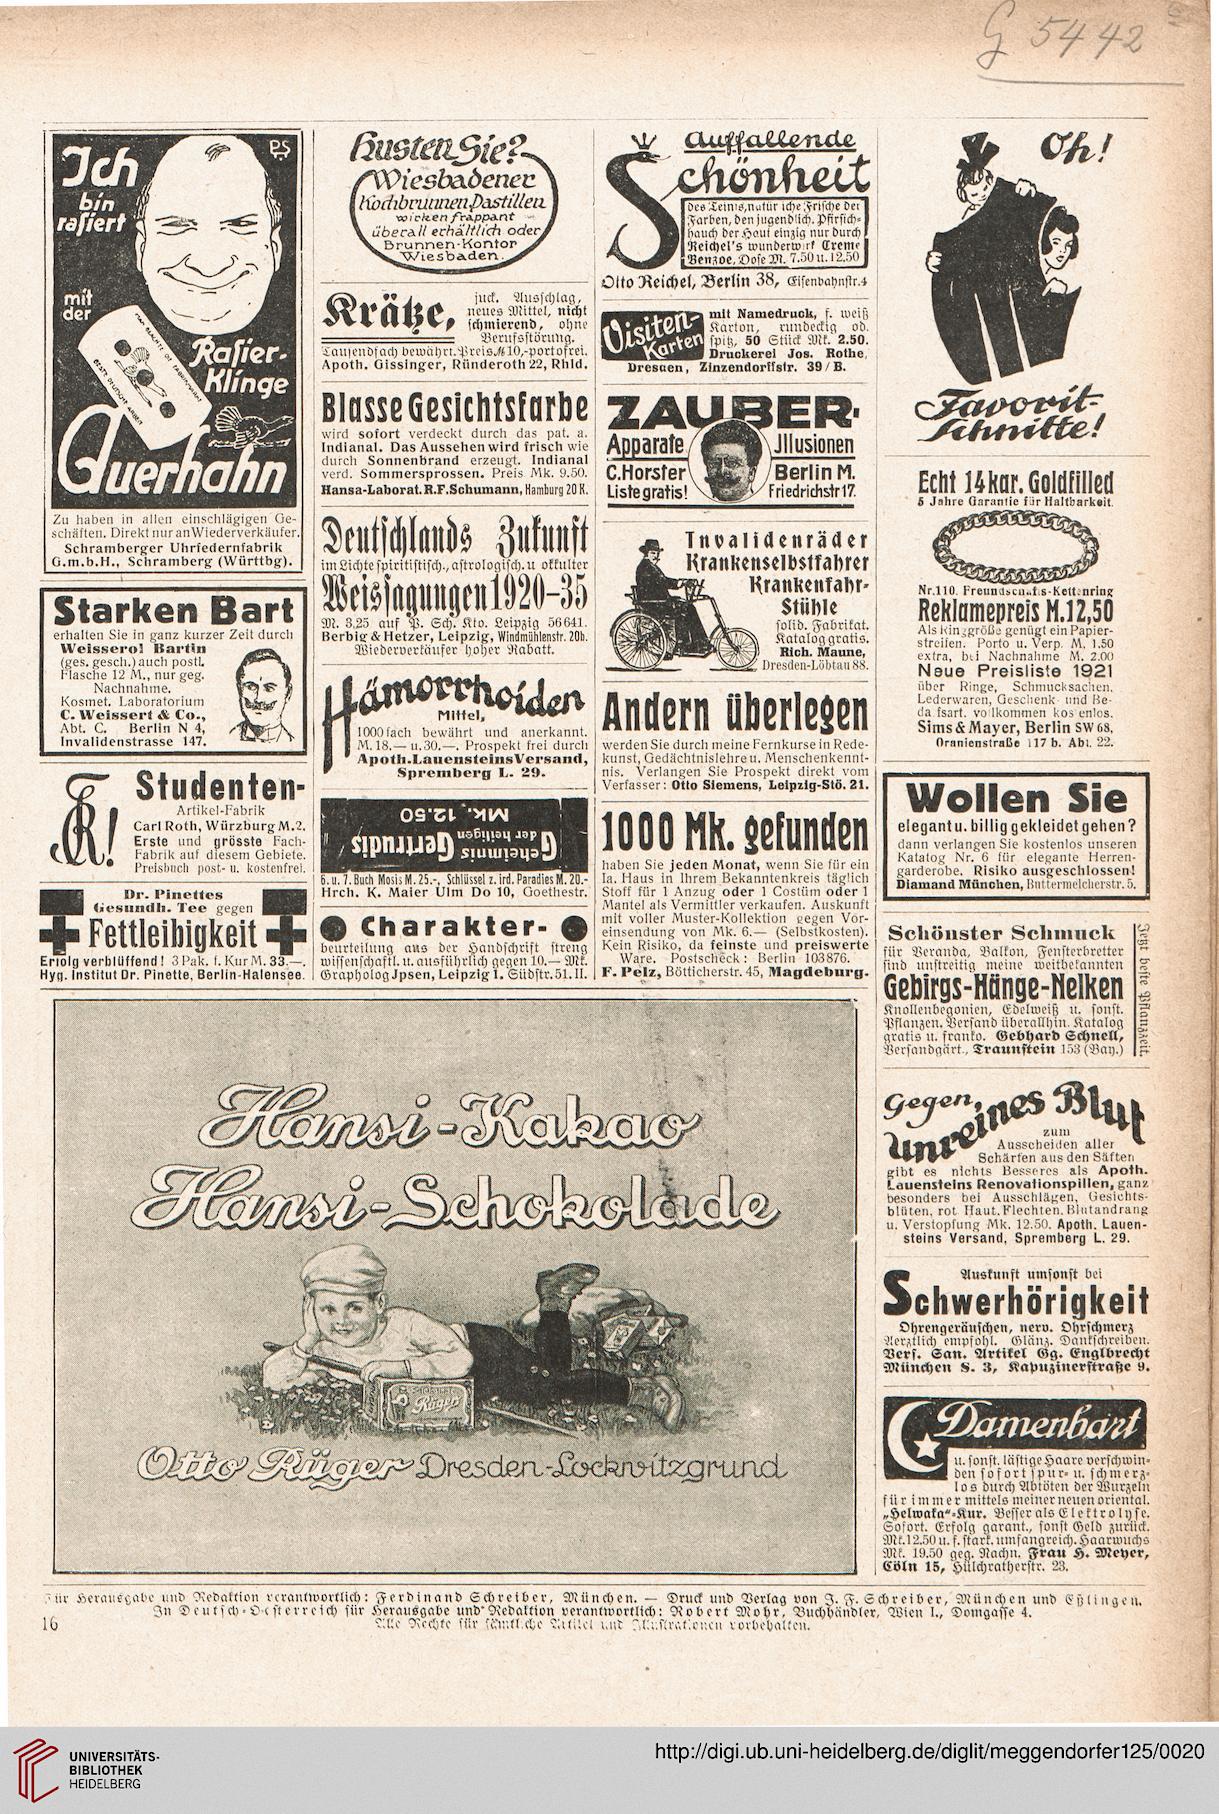 G 5442
Ich
bin
rasiert
PS
mit
der
Rasier-
Klinge
Auerhahn
Zu haben in allen einschlägigen Ge-
schäften. Direkt nur an Wiederverkäufer.
Schramberger Uhrfedernfabrik
G.m.b.H., Schramberg (Württbg).
Starken Bart
erhalten Sie in ganz kurzer Zeit durch
Weisserol Bartin
(ges. gesch.) auch postl.
Flasche 12 M., nur geg.
Nachnahme.
Kosmet. Laboratorium
C. Weissert & Co.,
Abt. C. Berlin N 4,
Invalidenstrasse 147.
Studenten-
Artikel-Fabrik
Carl Roth, Würzburg M.2.
Erste und grösste Fach-
Fabrik auf diesem Gebiete.
Preisbuch post- u. kostenfrei.
Dr. Pinettes
Gesundh. Tee gegen
Fettleibigkeit
Erfolg verblüffend! 3 Pak. f. Kur M. 33.—.
Hyg. Institut Dr. Pinette, Berlin-Halensee.
Husten Sie?
Wiesbadener
Kochbrunnen-Pastillen
wirken frappant
überall erhältlich oder
Brunnen-Kontor
Wiesbaden.
Krätze,
juck. Ausschlag,
neues Mittel, nicht
schmierend, ohne
Berufsstörung.
Tausendfach bewährt. Preis M 10,- portofrei.
Apoth. Gissinger, Ründeroth 22, Rhld.
Blasse Gesichtsfarbe
wird sofort verdeckt durch das pat. a.
Indianal. Das Aussehen wird frisch wie
durch Sonnenbrand erzeugt. Indianal
verd. Sommersprossen. Preis Mk. 9.50.
Hansa-Laborat. R.F. Schumann, Hamburg 20 R.
Deutschlands Zukunft
im Lichte spiritistisch., astrologisch. u. okkulter
Weissagungen 1920-35
M. 3,25 auf P. Sch. Kto. Leipzig 56641.
Berbig & Hetzer, Leipzig, Windmühlenstr. 20b.
Wiederverkäufer hoher Rabatt.
Hämorrhoiden
Mittel,
1000 fach bewährt und anerkannt.
M. 18.— u. 30.—. Prospekt frei durch
Apoth. Lauensteins Versand,
Spremberg L. 29.
Geheimnis
der heiligen
Gertrudis
Mk. 12.50
6. u. 7. Buch Mosis M. 25.-, Schlüssel z. ird. Paradies M. 20.-
Hrch. K. Maier Ulm Do 10, Goethestr.
Charakter-
beurteilung aus der Handschrift streng
wissenschaftl. u. ausführlich gegen 10.— Mk.
Grapholog Jpsen, Leipzig 1. Südstr. 51. II.
Auffallende
Schönheit
des Teints, natürliche Frische der
Farben, den jugendlich. Pfirsich-
hauch der Haut einzig nur durch
Reichel's wunderwirk Creme
Benzoe, Dose M. 7.50 u. 12.50
Otto Reichel, Berlin 38, Eisenbahnstr. 4
Visiten-
Karten
mit Namedruck, f. weiß
Karton, rundeckig od.
spitz, 50 Stück Mt. 2.50.
Druckerei Jos. Rothe,
Dresden, Zinzendorffstr. 39/B.
ZAUBER-
Apparate
Jllusionen
C. Horster
Berlin M.
Liste gratis!
Friedrichstr 17.
Invalidenräder
Krankenselbstfahrer
Krankenfahr-
Stühle
solid. Fabrikat.
Katalog gratis.
Rich. Maune,
Dresden-Löbtau 88.
Andern überlegen
werden Sie durch meine Fernkurse in Rede-
kunst, Gedächtnislehre u. Menschenkennt-
nis. Verlangen Sie Prospekt direkt vom
Verfasser: Otto Siemens, Leipzig-Stö. 21.
1000 Mk. gefunden
haben Sie jeden Monat, wenn Sie für ein
la. Haus in Ihrem Bekanntenkreis täglich
Stoff für 1 Anzug oder 1 Costüm oder 1
Mantel als Vermittler verkaufen. Auskunft
mit voller Muster-Kollektion gegen Vor-
einsendung von Mk. 6.— (Selbstkosten).
Kein Risiko, da feinste und preiswerte
Ware. Postscheck: Berlin 103876.
F. Pelz, Bötticherstr. 45, Magdeburg.
Oh!
Favorit-
Schnitte!
Echt 14 kar. Goldfilled
5 Jahre Garantie für Haltbarkeit.
Nr. 110. Freundschafts-Kettenring
Reklamepreis M. 12,50
Als Ringgröße genügt ein Papier-
streifen. Porto u. Verp. M. 1.50
extra, bei Nachnahme M. 2.00
Neue Preisliste 1921
über Ringe, Schmucksachen,
Lederwaren, Geschenk- und Be-
darfsart. vollkommen kostenlos.
Sims & Mayer, Berlin SW 68,
Oranienstraße 117 b. Abt. 22.
Wollen Sie
elegant u. billig gekleidet gehen?
dann verlangen Sie kostenlos unseren
Katalog Nr. 6 für elegante Herren-
garderobe. Risiko ausgeschlossen!
Diamand München, Buttermelcherstr. 5.
Schönster Schmuck
für Veranda, Balkon, Fensterbretter
sind unstreitig meine weitbekannten
Gebirgs-Hänge-Nelken
Knollenbegonien, Edelweiß u. sonst.
Pflanzen. Versand überallhin. Katalog
gratis u. franko. Gebhard Schnell,
Versandgärt., Traunstein 153 (Bay.)
Jetzt beste Pflanzzeit.
Gegen
unreines Blut
zum
Ausscheiden aller
Schärfen aus den Säften
gibt es nichts Besseres als Apoth.
Lauensteins Renovationspillen, ganz
besonders bei Ausschlägen, Gesichts-
blüten, rot. Haut. Flechten. Blutandrang
u. Verstopfung Mk. 12.50. Apoth. Lauen-
steins Versand, Spremberg L. 29.
Auskunft umsonst bei
Schwerhörigkeit
Ohrengeräuschen, nerv. Ohrschmerz
Aerztlich empfohl. Glänz. Dankschreiben.
Vers. San. Artikel Gg. Englbrecht
München S. 3, Kapuzinerstraße 9.
Damenbart
u. sonst. lästige Haare verschwin-
den sofort spur- u. schmerz-
los durch Abtöten der Wurzeln
für immer mittels meiner neuen oriental.
„Helwaka"-Kur. Besser als Elektrolyse.
Sofort. Erfolg garant., sonst Geld zurück.
Mk. 12.50 u. f. stark. umfangreich. Haarwuchs
Mk. 19.50 geg. Nachn. Frau H. Meyer,
Cöln 15, Hülchratherstr. 23.
Hansi-Kakao
Hansi-Schokolade
Rüger
Otto Rüger Dresden-Lockwitzgrund
Für Herausgabe und Redaktion verantwortlich: Ferdinand Schreiber, München. — Druck und Verlag von J. F. Schreiber, München und Eßlingen.
In Deutsch-Oesterreich für Herausgabe und Redaktion verantwortlich: Robert Mohr, Buchhändler, Wien I., Domgasse 4.
Alle Rechte für sämtliche Artikel und Illustrationen vorbehalten.
16
UNIVERSITÄTS-
BIBLIOTHEK
HEIDELBERG
http://digi.ub.uni-heidelberg.de/diglit/meggendorfer125/0020